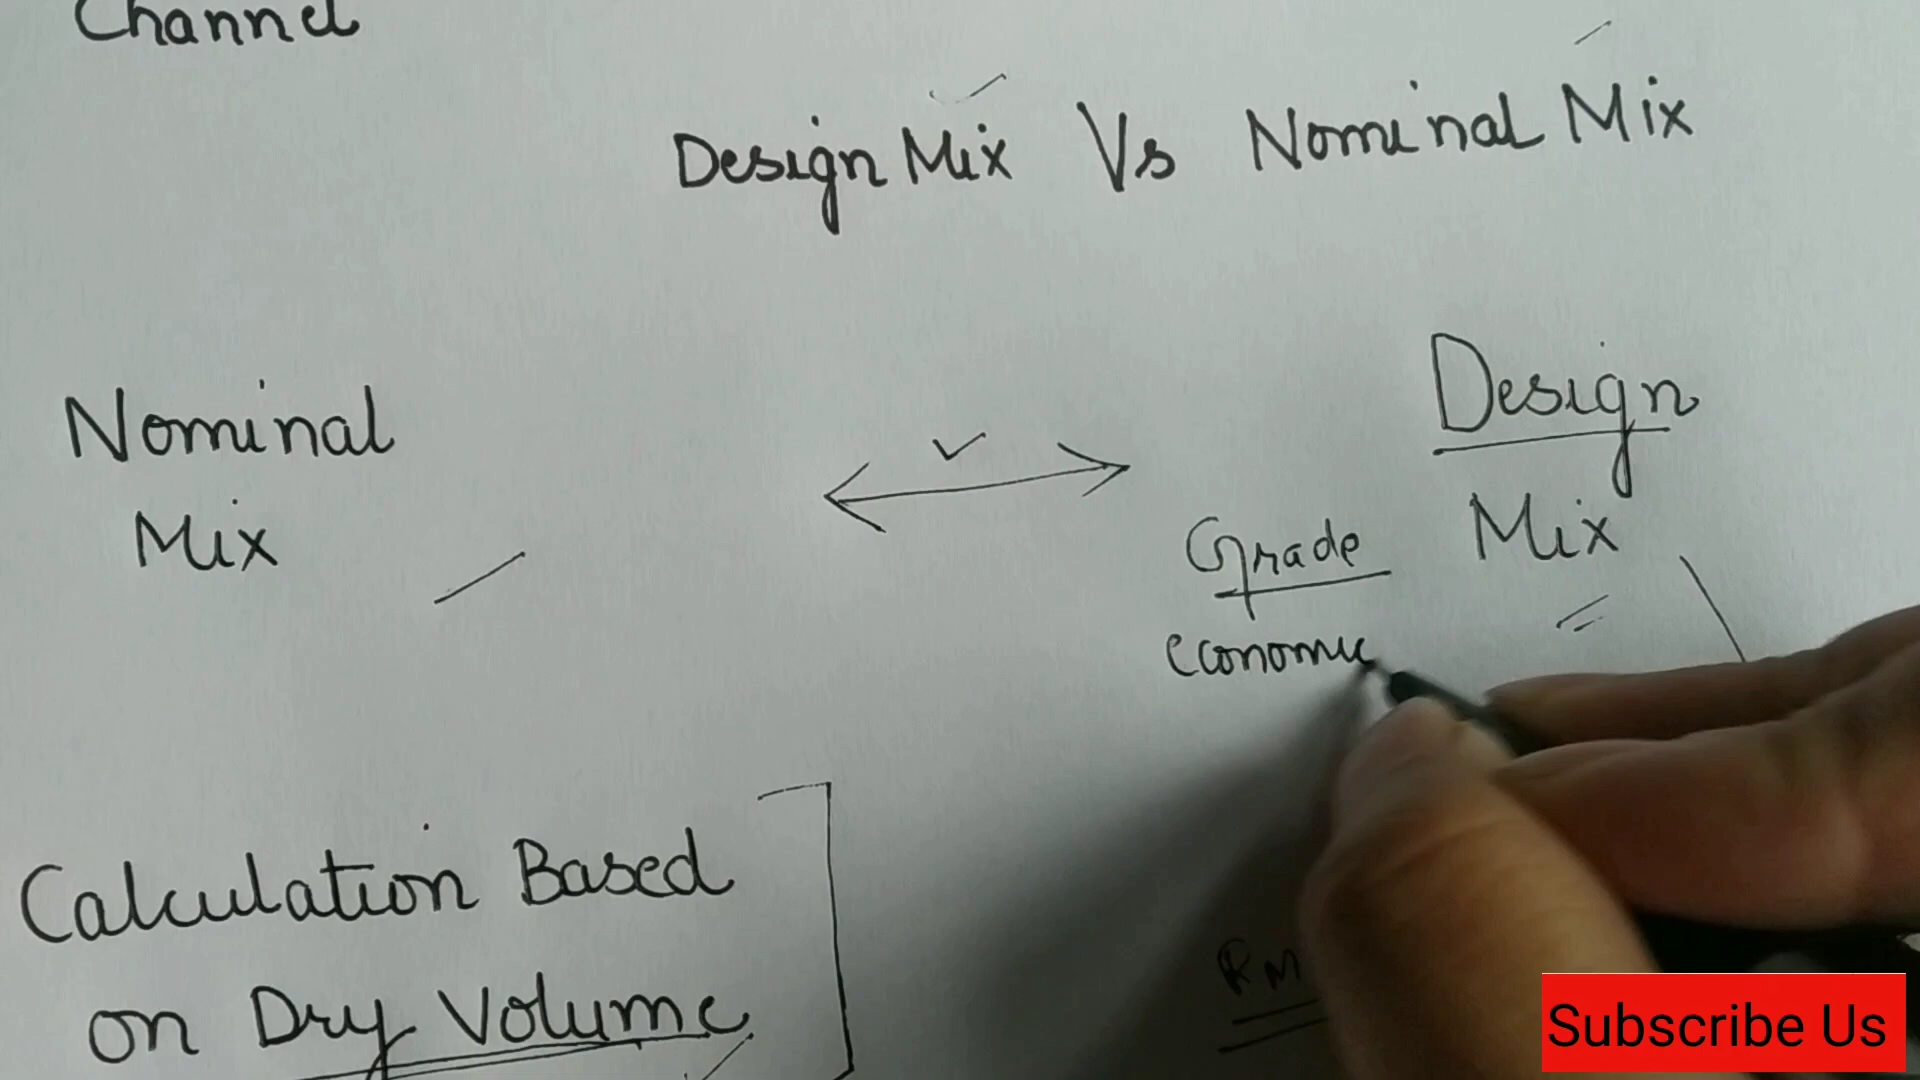 Channel
Design Mix Vs Nominal Mix
Nominal
Mix
Design
Mix
Grade
economic
Calculation Based
on Dry Volume
RM
Subscribe Us